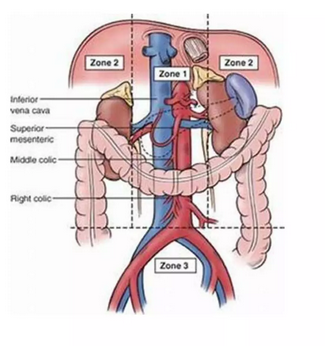 Zone 2
Zone 1
Zone 2
Inferior
vena cava
Superior
mesenteric
Middle colic
Right colic
Zone 3